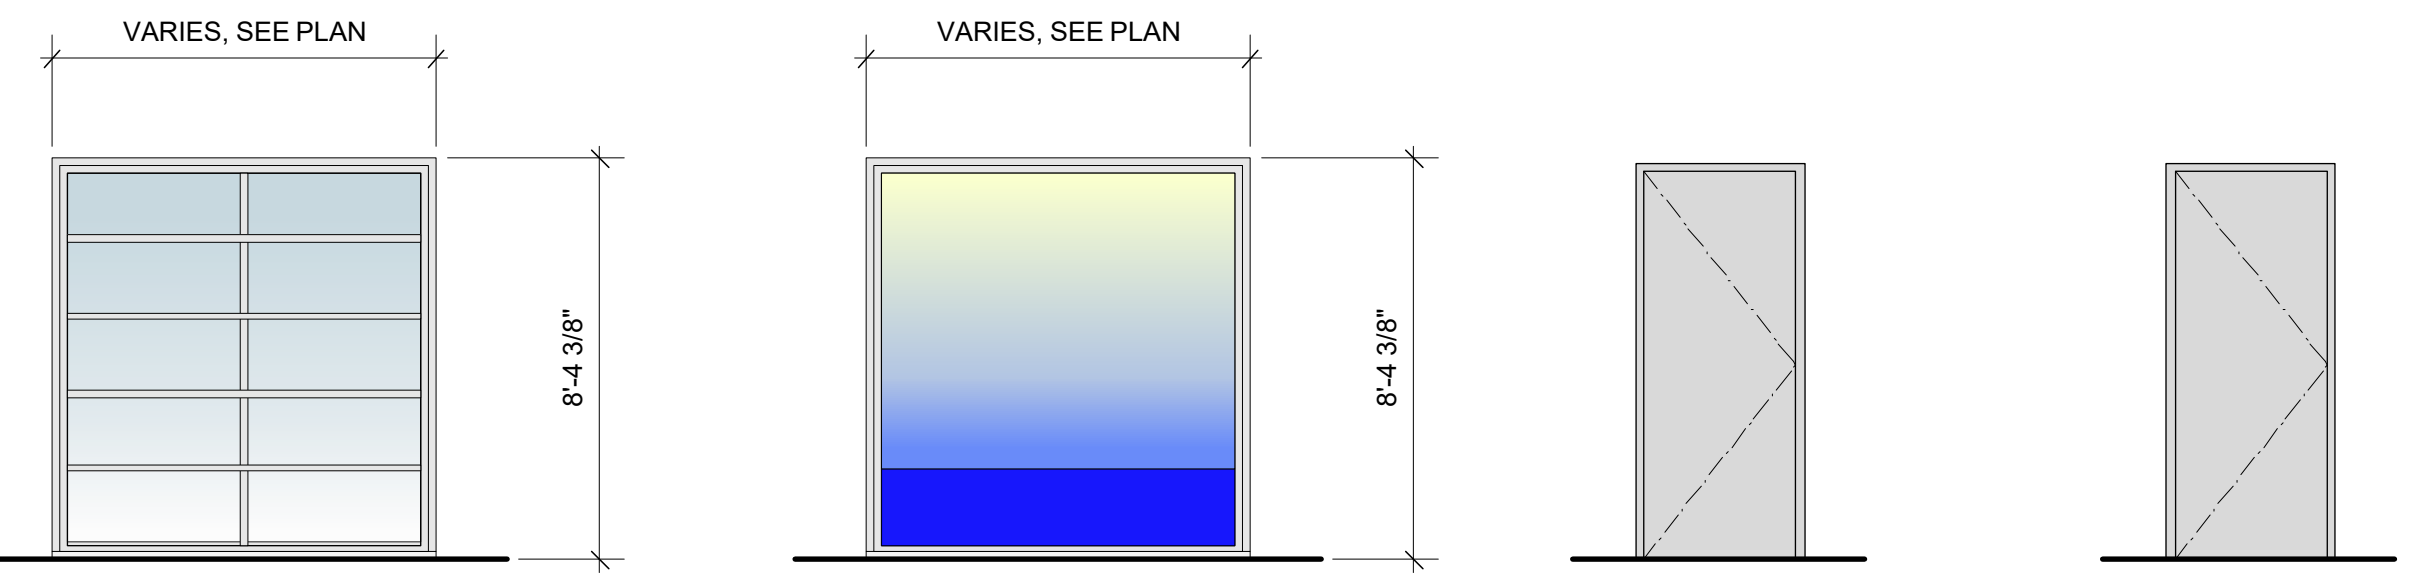 VARIES, SEE PLAN
VARIES, SEE PLAN
8'-4 3/8"
8'-4 3/8"